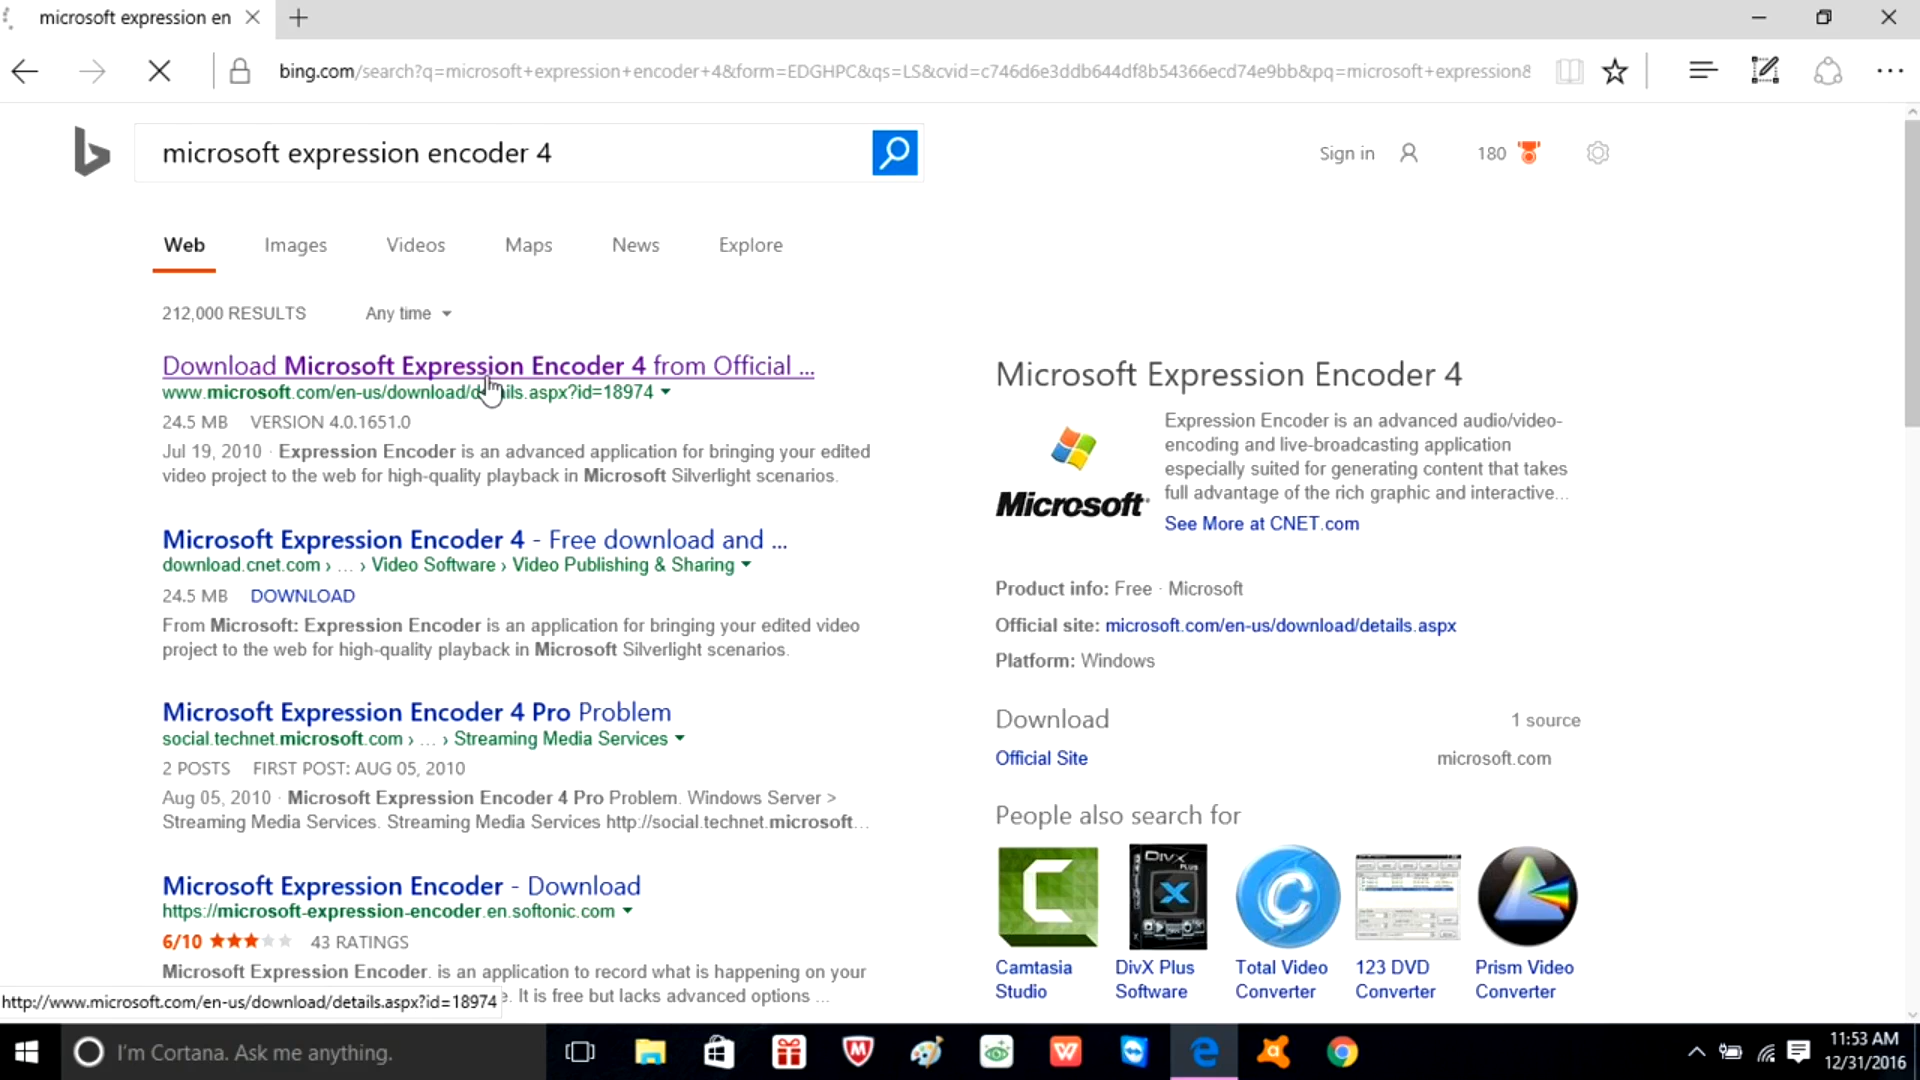 microsoft expression en
bing.com/search?q=microsoft+expression+encoder+4&form=EDGHPC&qs=LS&cvid=c746d6e3ddb644df8b54366ecd74e9bb&pq=microsoft+expression8
microsoft expression encoder 4
Sign in
180
Web
Images
Videos
Maps
News
Explore
212,000 RESULTS
Any time
Download Microsoft Expression Encoder 4 from Official ...
www.microsoft.com/en-us/download/details.aspx?id=18974
24.5 MB VERSION 4.0.1651.0
Jul 19, 2010 · Expression Encoder is an advanced application for bringing your edited
video project to the web for high-quality playback in Microsoft Silverlight scenarios.
Microsoft Expression Encoder 4 - Free download and ...
download.cnet.com › ... › Video Software › Video Publishing & Sharing
24.5 MB DOWNLOAD
From Microsoft: Expression Encoder is an application for bringing your edited video
project to the web for high-quality playback in Microsoft Silverlight scenarios.
Microsoft Expression Encoder 4 Pro Problem
social.technet.microsoft.com › ... › Streaming Media Services
2 POSTS FIRST POST: AUG 05, 2010
Aug 05, 2010 · Microsoft Expression Encoder 4 Pro Problem. Windows Server >
Streaming Media Services. Streaming Media Services http://social.technet.microsoft...
Microsoft Expression Encoder - Download
https://microsoft-expression-encoder.en.softonic.com
6/10 43 RATINGS
Microsoft Expression Encoder. is an application to record what is happening on your
e. It is free but lacks advanced options ...
http://www.microsoft.com/en-us/download/details.aspx?id=18974
Microsoft Expression Encoder 4
Microsoft
Expression Encoder is an advanced audio/video-
encoding and live-broadcasting application
especially suited for generating content that takes
full advantage of the rich graphic and interactive...
See More at CNET.com
Product info: Free · Microsoft
Official site: microsoft.com/en-us/download/details.aspx
Platform: Windows
Download
1 source
Official Site
microsoft.com
People also search for
DivX
PLUS
Camtasia
Studio
DivX Plus
Software
Total Video
Converter
123 DVD
Converter
Prism Video
Converter
I'm Cortana. Ask me anything.
11:53 AM
12/31/2016